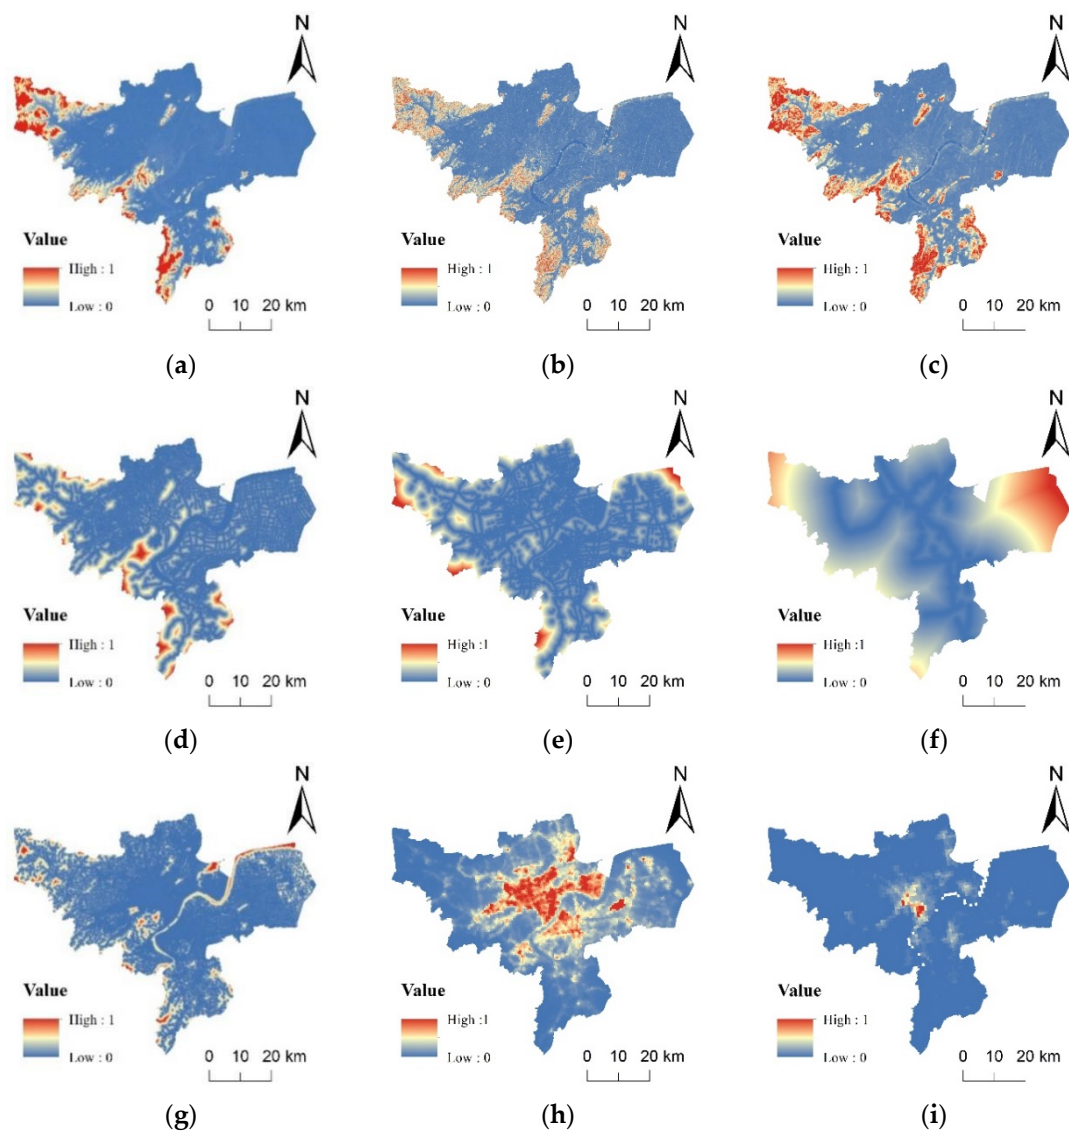 N N N
Value Value Value
High : 1 High : 1 High : 1
Low : 0 Low : 0 Low : 0
0 10 20 km 0 10 20 km 0 10 20 km
(a) (b) (c)
N N N
Value Value Value
High : 1 High :1 High :1
Low : 0 Low : 0 Low : 0
0 10 20 km 0 10 20 km 0 10 20 km
(d) (e) (f)
N N N
Value Value Value
High : 1 High :1 High : 1
Low : 0 Low : 0 Low : 0
0 10 20 km 0 10 20 km 0 10 20 km
(g) (h) (i)